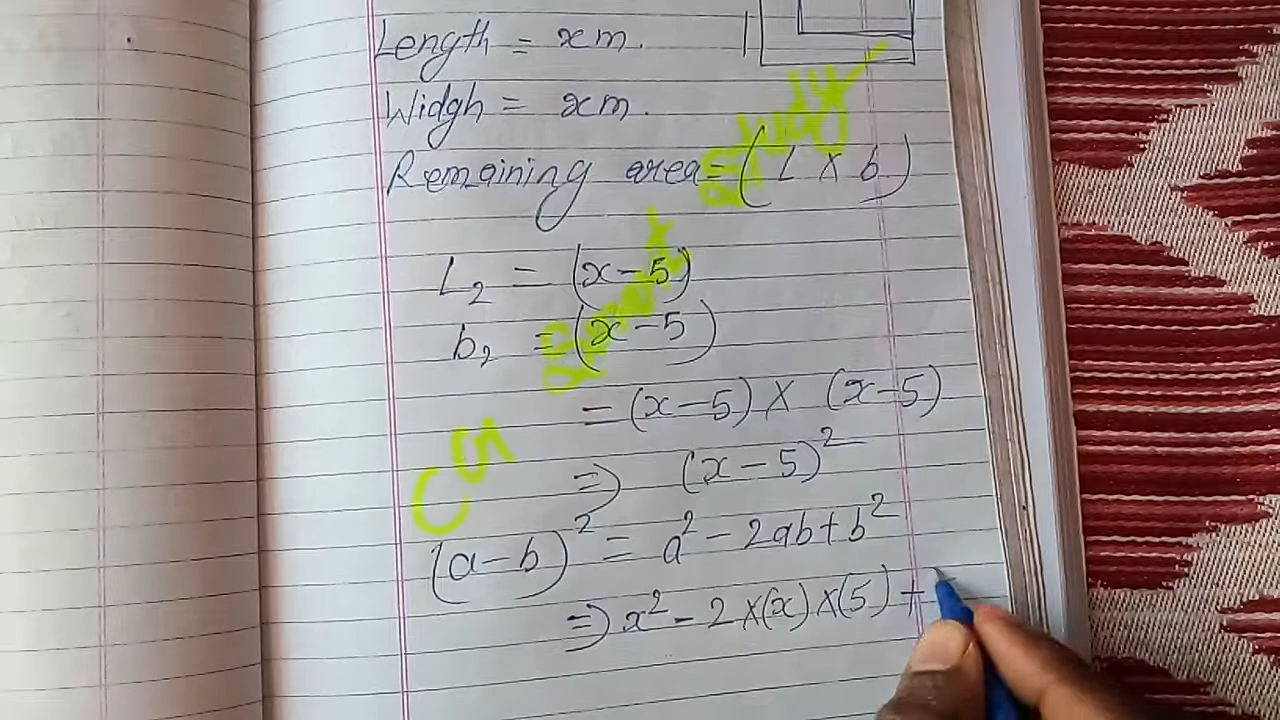 Length = x m.
Widgh = x m.
Remaining area = ( L x b )
L2 = (x-5)
b2 = (x-5)
= (x-5) X (x-5)
=> (x-5)²
(a-b)² = a² - 2ab + b²
=> x² - 2 x (x) x (5) +